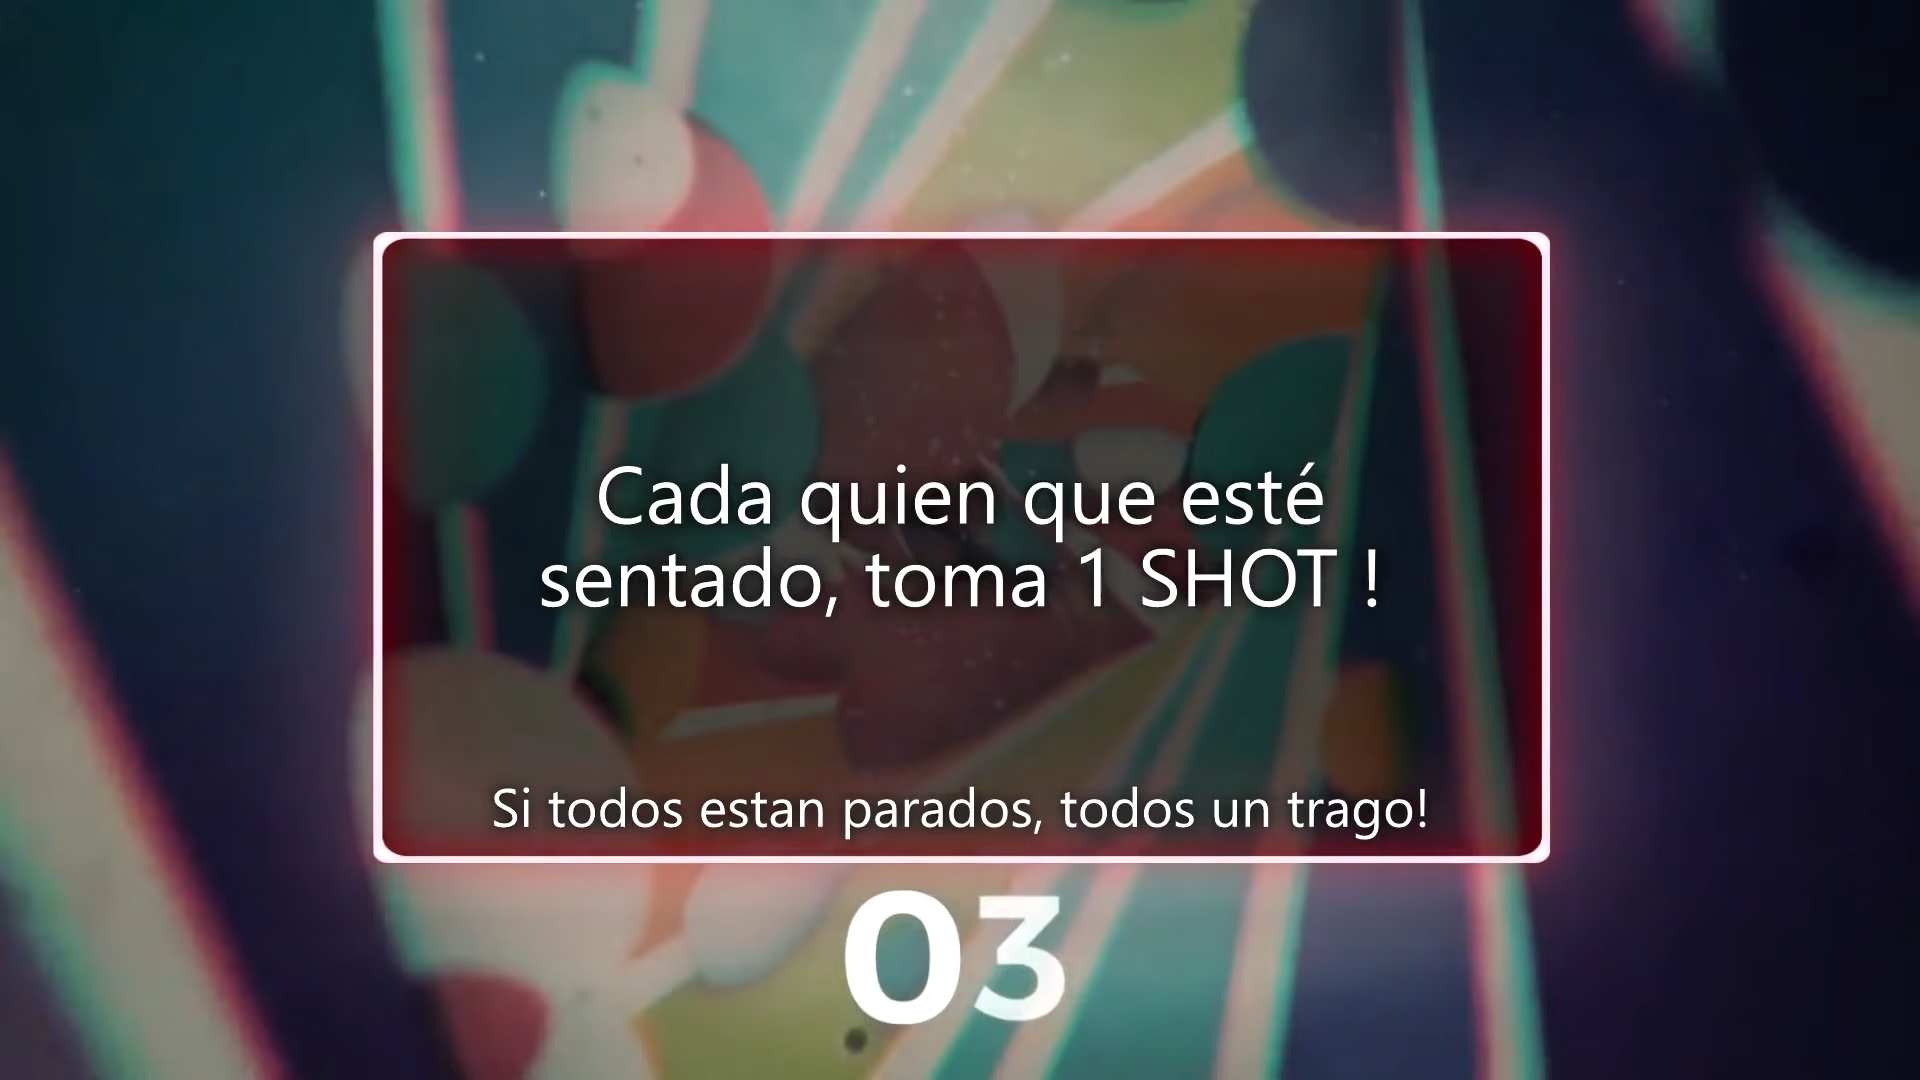 Cada quien que esté
sentado, toma 1 SHOT !
Si todos estan parados, todos un trago!
03